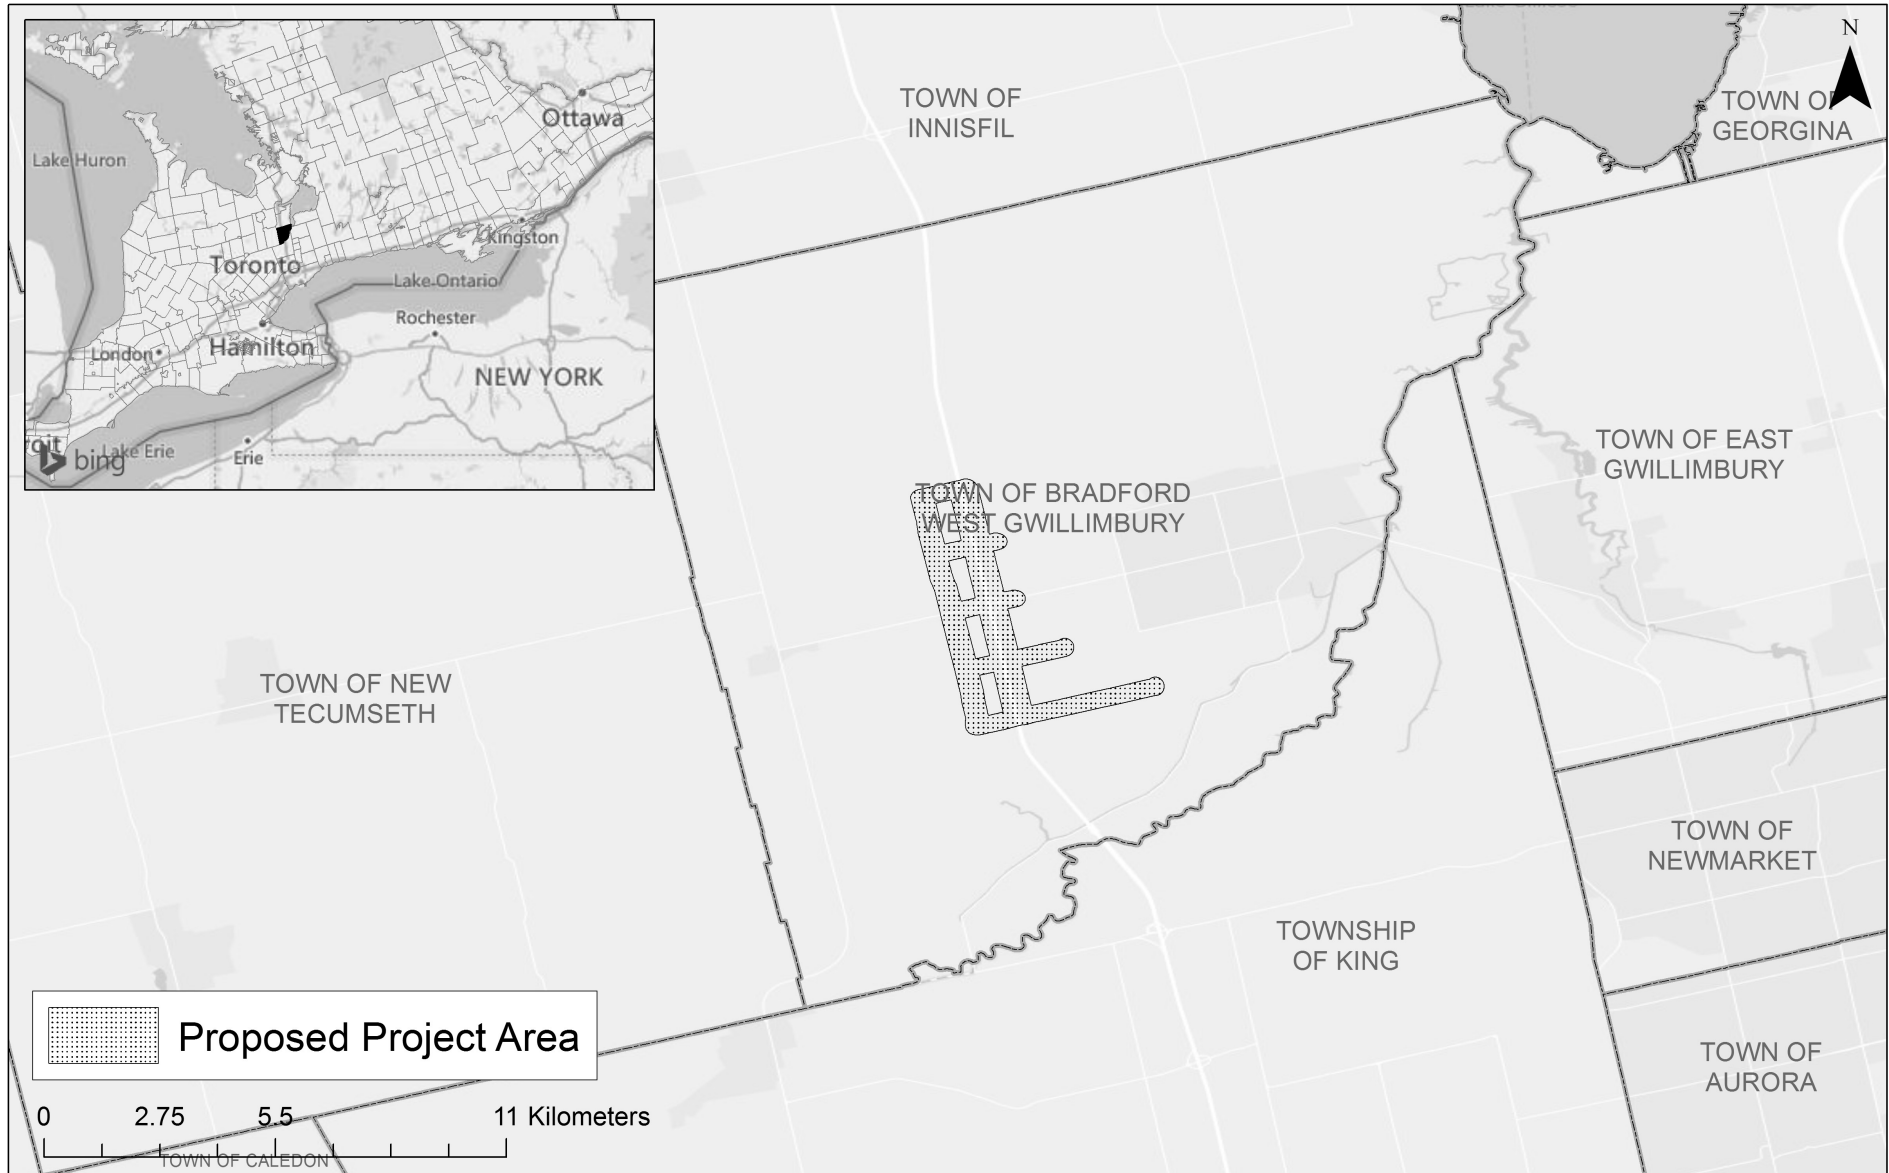 N
TOWN OF
INNISFIL
TOWN OF
GEORGINA
Lake Huron
Ottawa
Kingston
Toronto
Lake Ontario
Rochester
London
Hamilton
NEW YORK
Lake Erie
Erie
bing
TOWN OF EAST
GWILLIMBURY
TOWN OF BRADFORD
WEST GWILLIMBURY
TOWN OF NEW
TECUMSETH
TOWN OF
NEWMARKET
TOWNSHIP
OF KING
Proposed Project Area
TOWN OF
AURORA
0 2.75 5.5 11 Kilometers
TOWN OF CALEDON